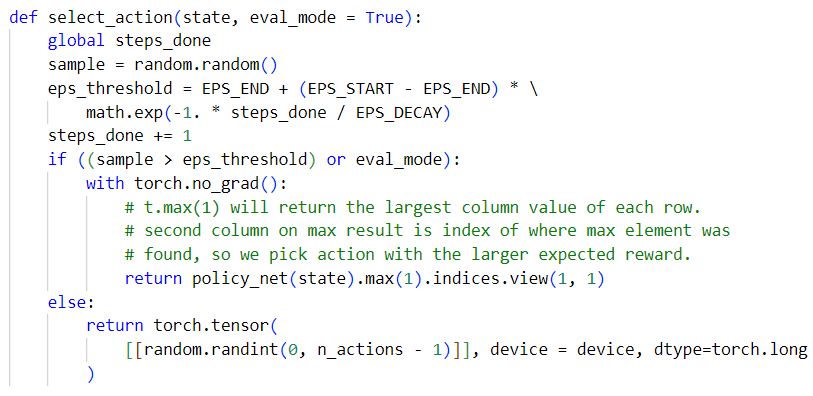 def select_action(state, eval_mode = True):
    global steps_done
    sample = random.random()
    eps_threshold = EPS_END + (EPS_START - EPS_END) * \
        math.exp(-1. * steps_done / EPS_DECAY)
    steps_done += 1
    if ((sample > eps_threshold) or eval_mode):
        with torch.no_grad():
            # t.max(1) will return the largest column value of each row.
            # second column on max result is index of where max element was
            # found, so we pick action with the larger expected reward.
            return policy_net(state).max(1).indices.view(1, 1)
    else:
        return torch.tensor(
            [[random.randint(0, n_actions - 1)]], device = device, dtype=torch.long
        )